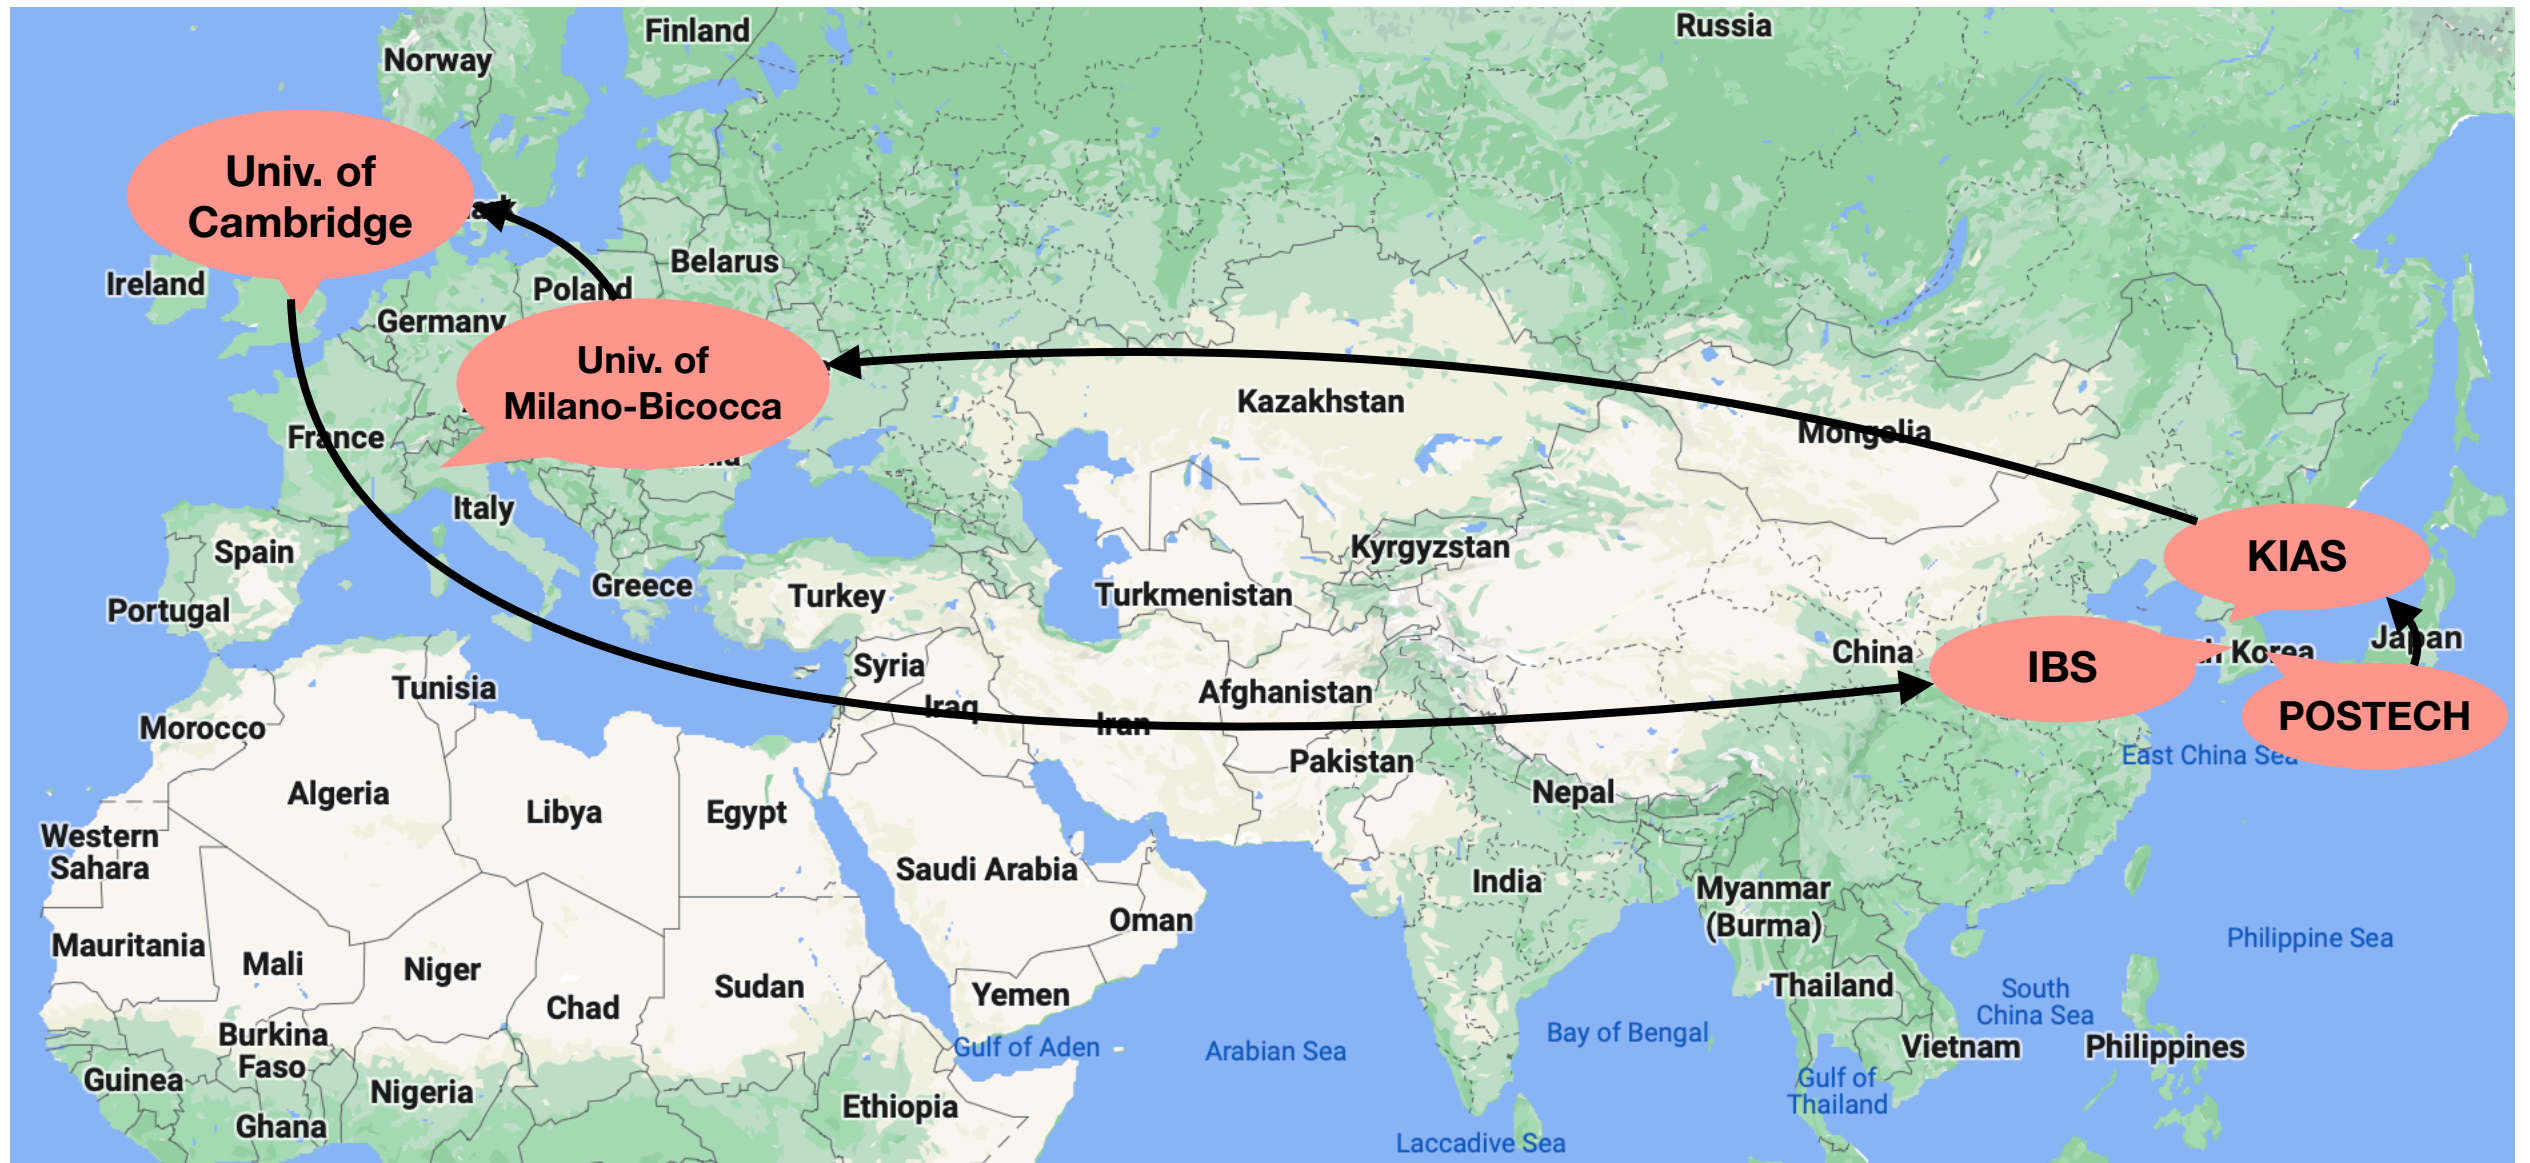 Russia
Finland
Norway
Univ. of
Cambridge
Belarus
Ireland
Poland
Germany
Univ. of
Milano-Bicocca
Kazakhstan
Mongolia
France
Italy
Spain
Kyrgyzstan
KIAS
Greece
Turkey
Turkmenistan
Portugal
Japan
China
IBS
Korea
Syria
Tunisia
Afghanistan
Iraq
Iran
POSTECH
Morocco
East China Sea
Pakistan
Algeria
Nepal
Libya
Egypt
Western
Sahara
Saudi Arabia
India
Myanmar
(Burma)
Oman
Philippine Sea
Mauritania
Mali
Niger
Sudan
Thailand
South
China Sea
Yemen
Chad
Burkina
Faso
Bay of Bengal
Gulf of Aden
Arabian Sea
Vietnam
Philippines
Guinea
Nigeria
Gulf of
Thailand
Ethiopia
Ghana
Laccadive Sea